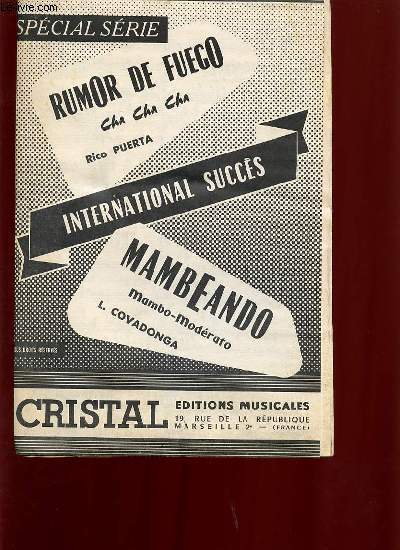 SPÉCIAL SÉRIE
RUMOR DE FUEGO
Cha Cha Cha
Rico PUERTA
INTERNATIONAL SUCCÈS
MAMBEANDO
Mambo-Modérato
L. COVADONGA
CRISTAL
EDITIONS MUSICALES
19, RUE DE LA RÉPUBLIQUE
MARSEILLE 2e — (FRANCE)